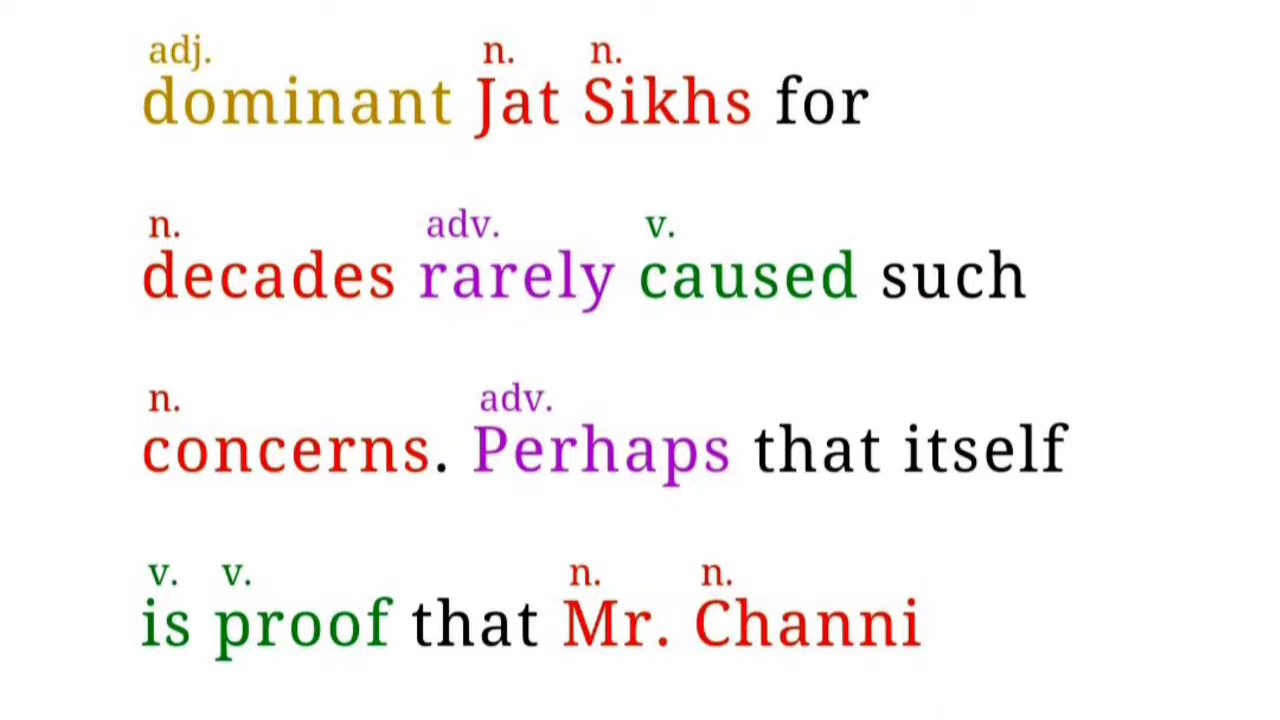 adj. n. n.
dominant Jat Sikhs for
n. adv. v.
decades rarely caused such
n. adv.
concerns. Perhaps that itself
v. v. n. n.
is proof that Mr. Channi